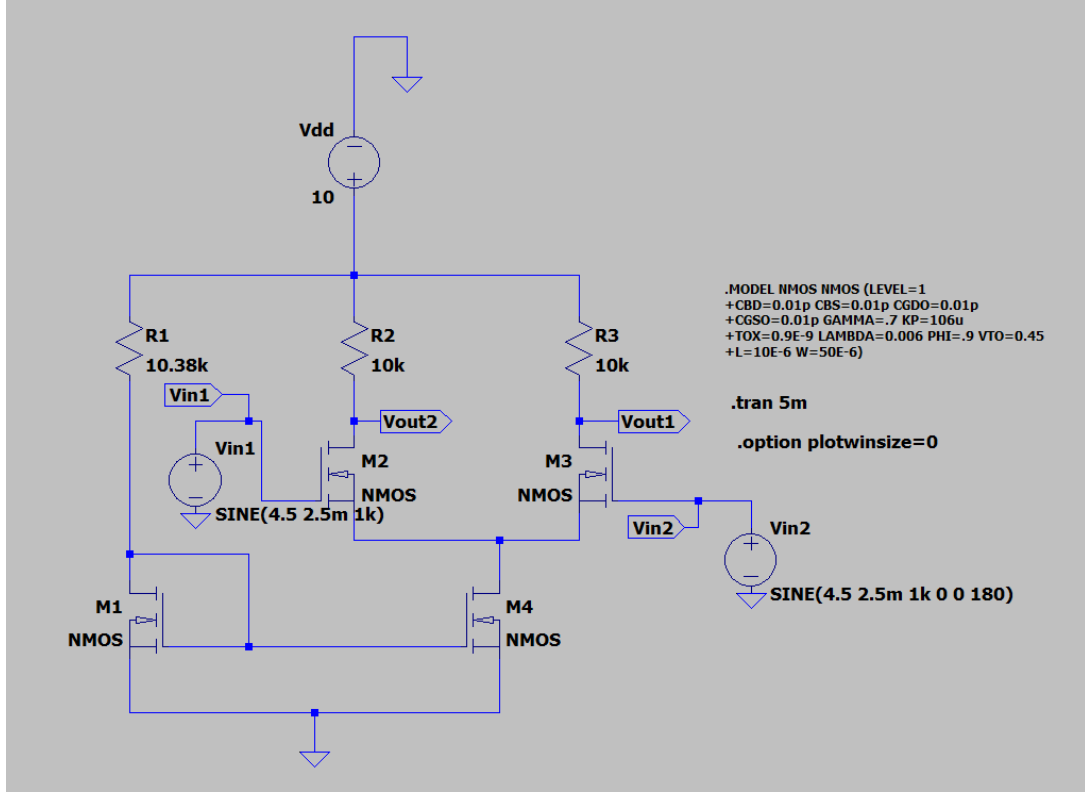 Vdd
10
R1
10.38k
R2
10k
R3
10k
.MODEL NMOS NMOS (LEVEL=1
+CBD=0.01p CBS=0.01p CGDO=0.01p
+CGSO=0.01p GAMMA=.7 KP=106u
+TOX=0.9E-9 LAMBDA=0.006 PHI=.9 VTO=0.45
+L=10E-6 W=50E-6)
.tran 5m
.option plotwinsize=0
Vin1
Vout2
Vout1
Vin1
SINE(4.5 2.5m 1k)
M2
NMOS
M3
NMOS
Vin2
Vin2
SINE(4.5 2.5m 1k 0 0 180)
M1
NMOS
M4
NMOS